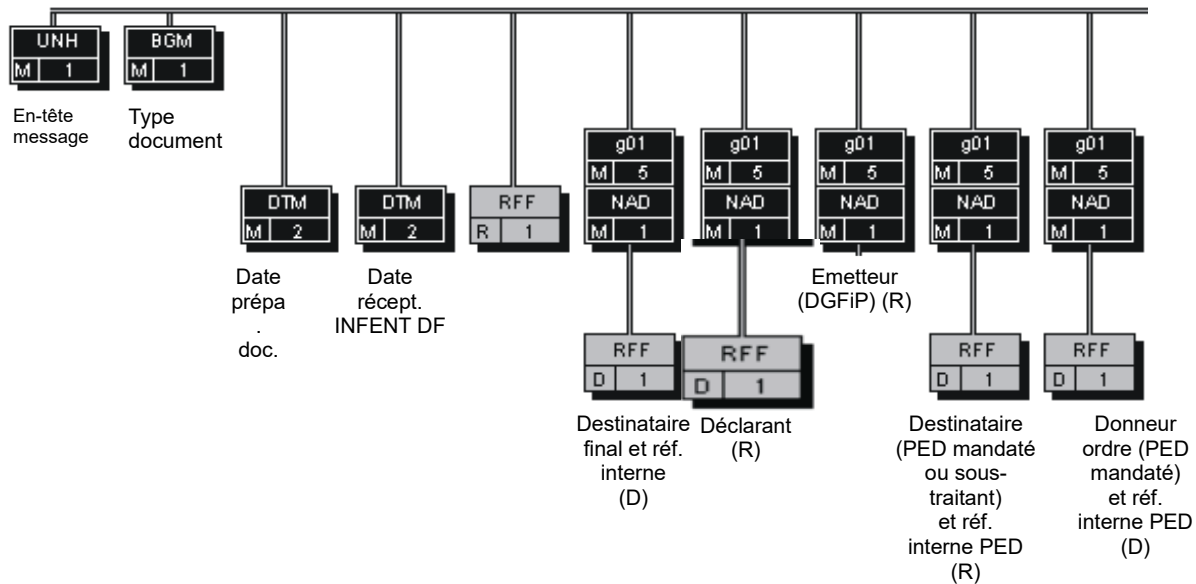 UNH
M 1
En-tête
message
BGM
M 1
Type
document
DTM
M 2
Date
prépa
.
doc.
DTM
M 2
Date
récept.
INFENT DF
RFF
R 1
g01
M 5
NAD
M 1
RFF
D 1
Destinataire
final et réf.
interne
(D)
g01
M 5
NAD
M 1
RFF
D 1
Déclarant
(R)
g01
M 5
NAD
M 1
Emetteur
(DGFiP) (R)
g01
M 5
NAD
M 1
RFF
D 1
Destinataire
(PED mandaté
ou sous-
traitant)
et réf.
interne PED
(R)
g01
M 5
NAD
M 1
RFF
D 1
Donneur
ordre (PED
mandaté)
et réf.
interne PED
(D)